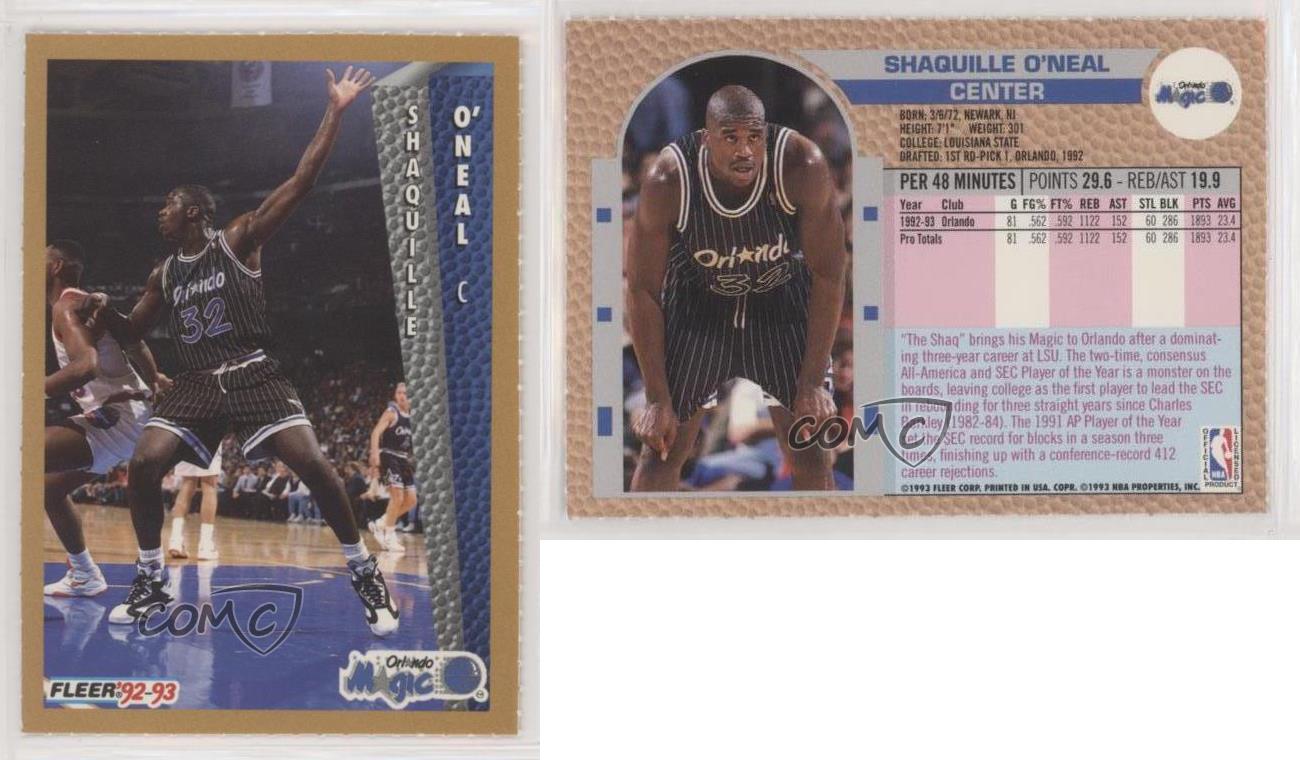 SHAQUILLE
O'NEAL C
Orlando
32
Orlando
COMC
FLEER® '92-93
Orlando
Magic
SHAQUILLE O'NEAL
CENTER
Orlando
Magic
BORN: 3/6/72, NEWARK, NJ
HEIGHT: 7'1" WEIGHT: 301
COLLEGE: LOUISIANA STATE
DRAFTED: 1ST RD-PICK 1, ORLANDO, 1992
PER 48 MINUTES POINTS 29.6 - REB/AST 19.9
Year Club G FG% FT% REB AST STL BLK PTS AVG
1992-93 Orlando 81 .562 .592 1122 152 60 286 1893 23.4
Pro Totals 81 .562 .592 1122 152 60 286 1893 23.4
Orlando
32
"The Shaq" brings his Magic to Orlando after a dominat-
ing three-year career at LSU. The two-time, consensus
All-America and SEC Player of the Year is a monster on the
boards, leaving college as the first player to lead the SEC
in rebounding for three straight years since Charles
Barkley (1982-84). The 1991 AP Player of the Year
set the SEC record for blocks in a season three
times, finishing up with a conference-record 412
career rejections.
COMC
OFFICIAL
LICENSED
NBA
PRODUCT
©1993 FLEER CORP. PRINTED IN USA. COPR. ©1993 NBA PROPERTIES, INC.